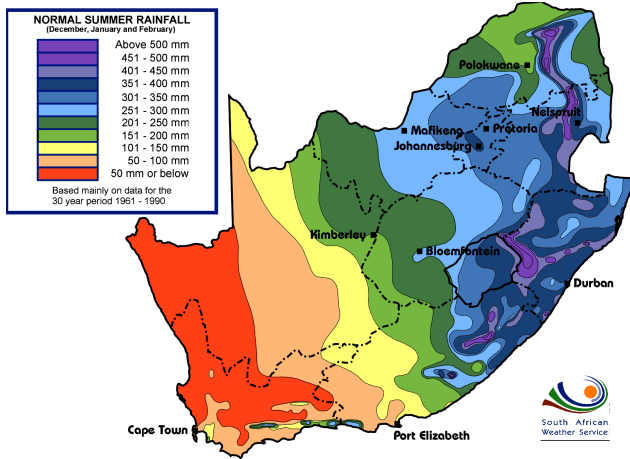 NORMAL SUMMER RAINFALL
(December, January and February)
Above 500 mm
451 - 500 mm
401 - 450 mm
351 - 400 mm
301 - 350 mm
251 - 300 mm
201 - 250 mm
151 - 200 mm
101 - 150 mm
50 - 100 mm
50 mm or below
Based mainly on data for the
30 year period 1961 - 1990
Polokwane
Nelspruit
Mafikeng
Pretoria
Johannesburg
Kimberley
Bloemfontein
Durban
Cape Town
Port Elizabeth
South African
Weather Service